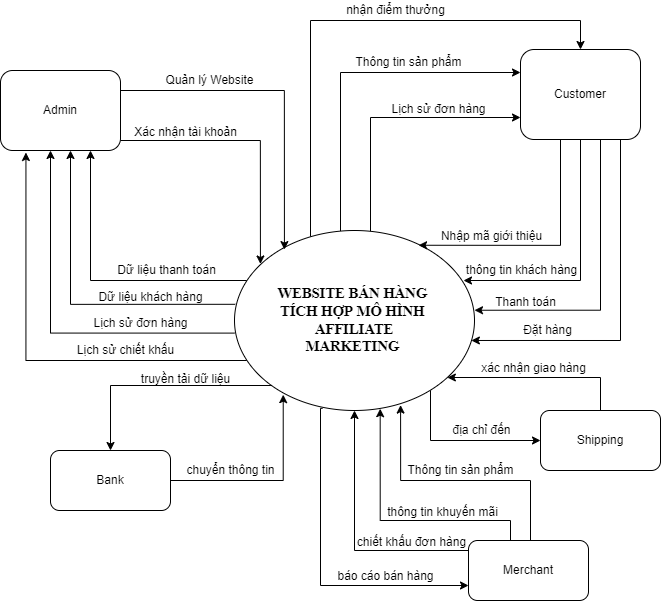 nhận điểm thưởng
Quản lý Website
Thông tin sản phẩm
Admin
Customer
Xác nhận tài khoản
Lịch sử đơn hàng
Nhập mã giới thiệu
Dữ liệu thanh toán
thông tin khách hàng
Dữ liệu khách hàng
WEBSITE BÁN HÀNG
TÍCH HỢP MÔ HÌNH
AFFILIATE
MARKETING
Thanh toán
Lịch sử đơn hàng
Đặt hàng
Lịch sử chiết khấu
truyền tải dữ liệu
xác nhận giao hàng
địa chỉ đến
Shipping
Bank
chuyển thông tin
Thông tin sản phẩm
thông tin khuyến mãi
chiết khấu đơn hàng
báo cáo bán hàng
Merchant